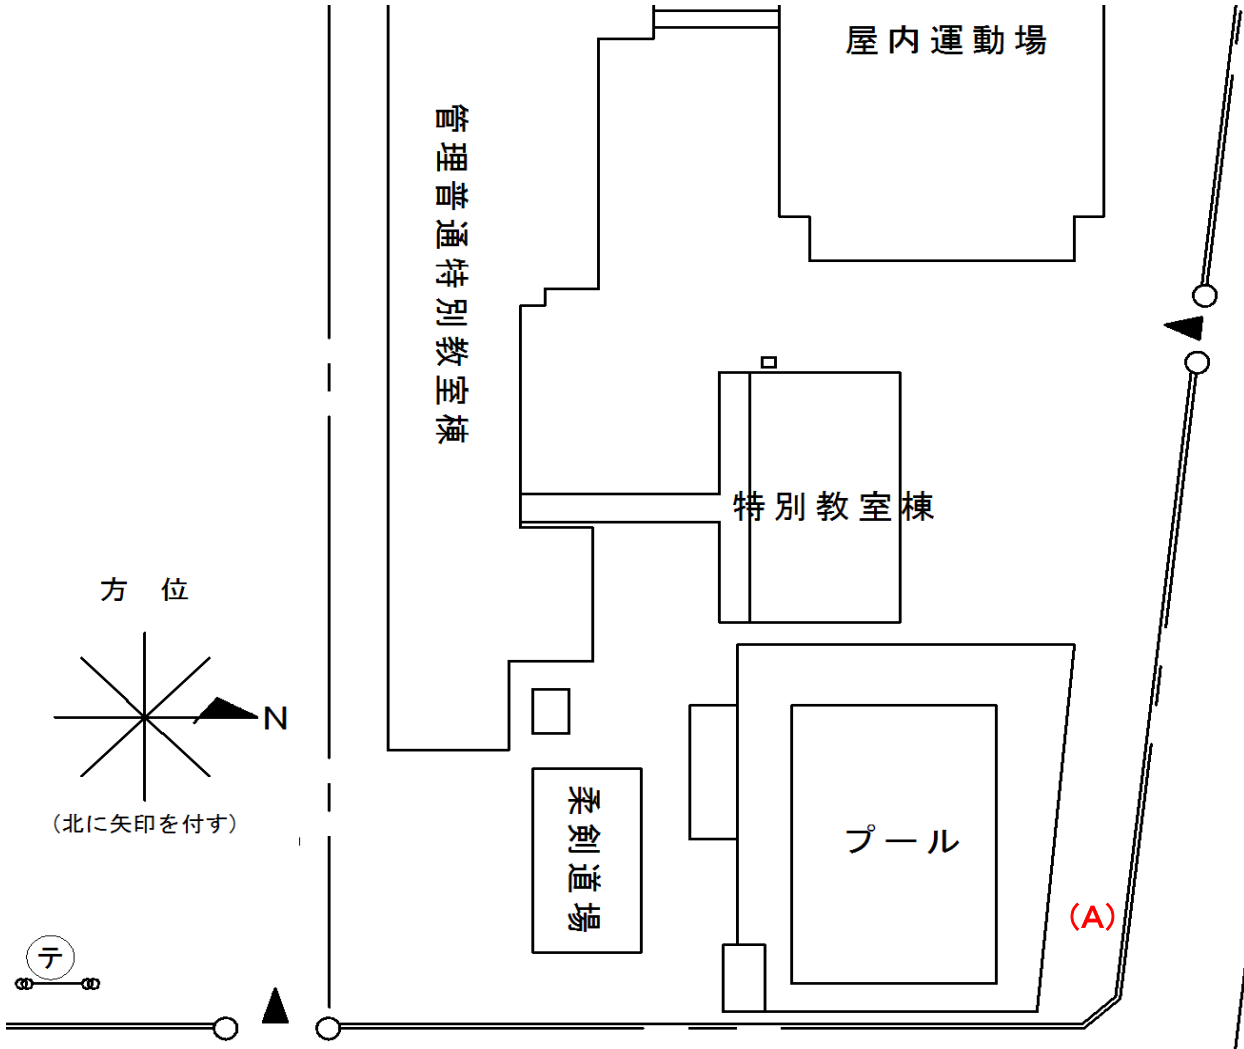 屋内運動場
管理普通特別教室棟
特別教室棟
方 位
N
(北に矢印を付す)
柔剣道場
プール
(A)
テ